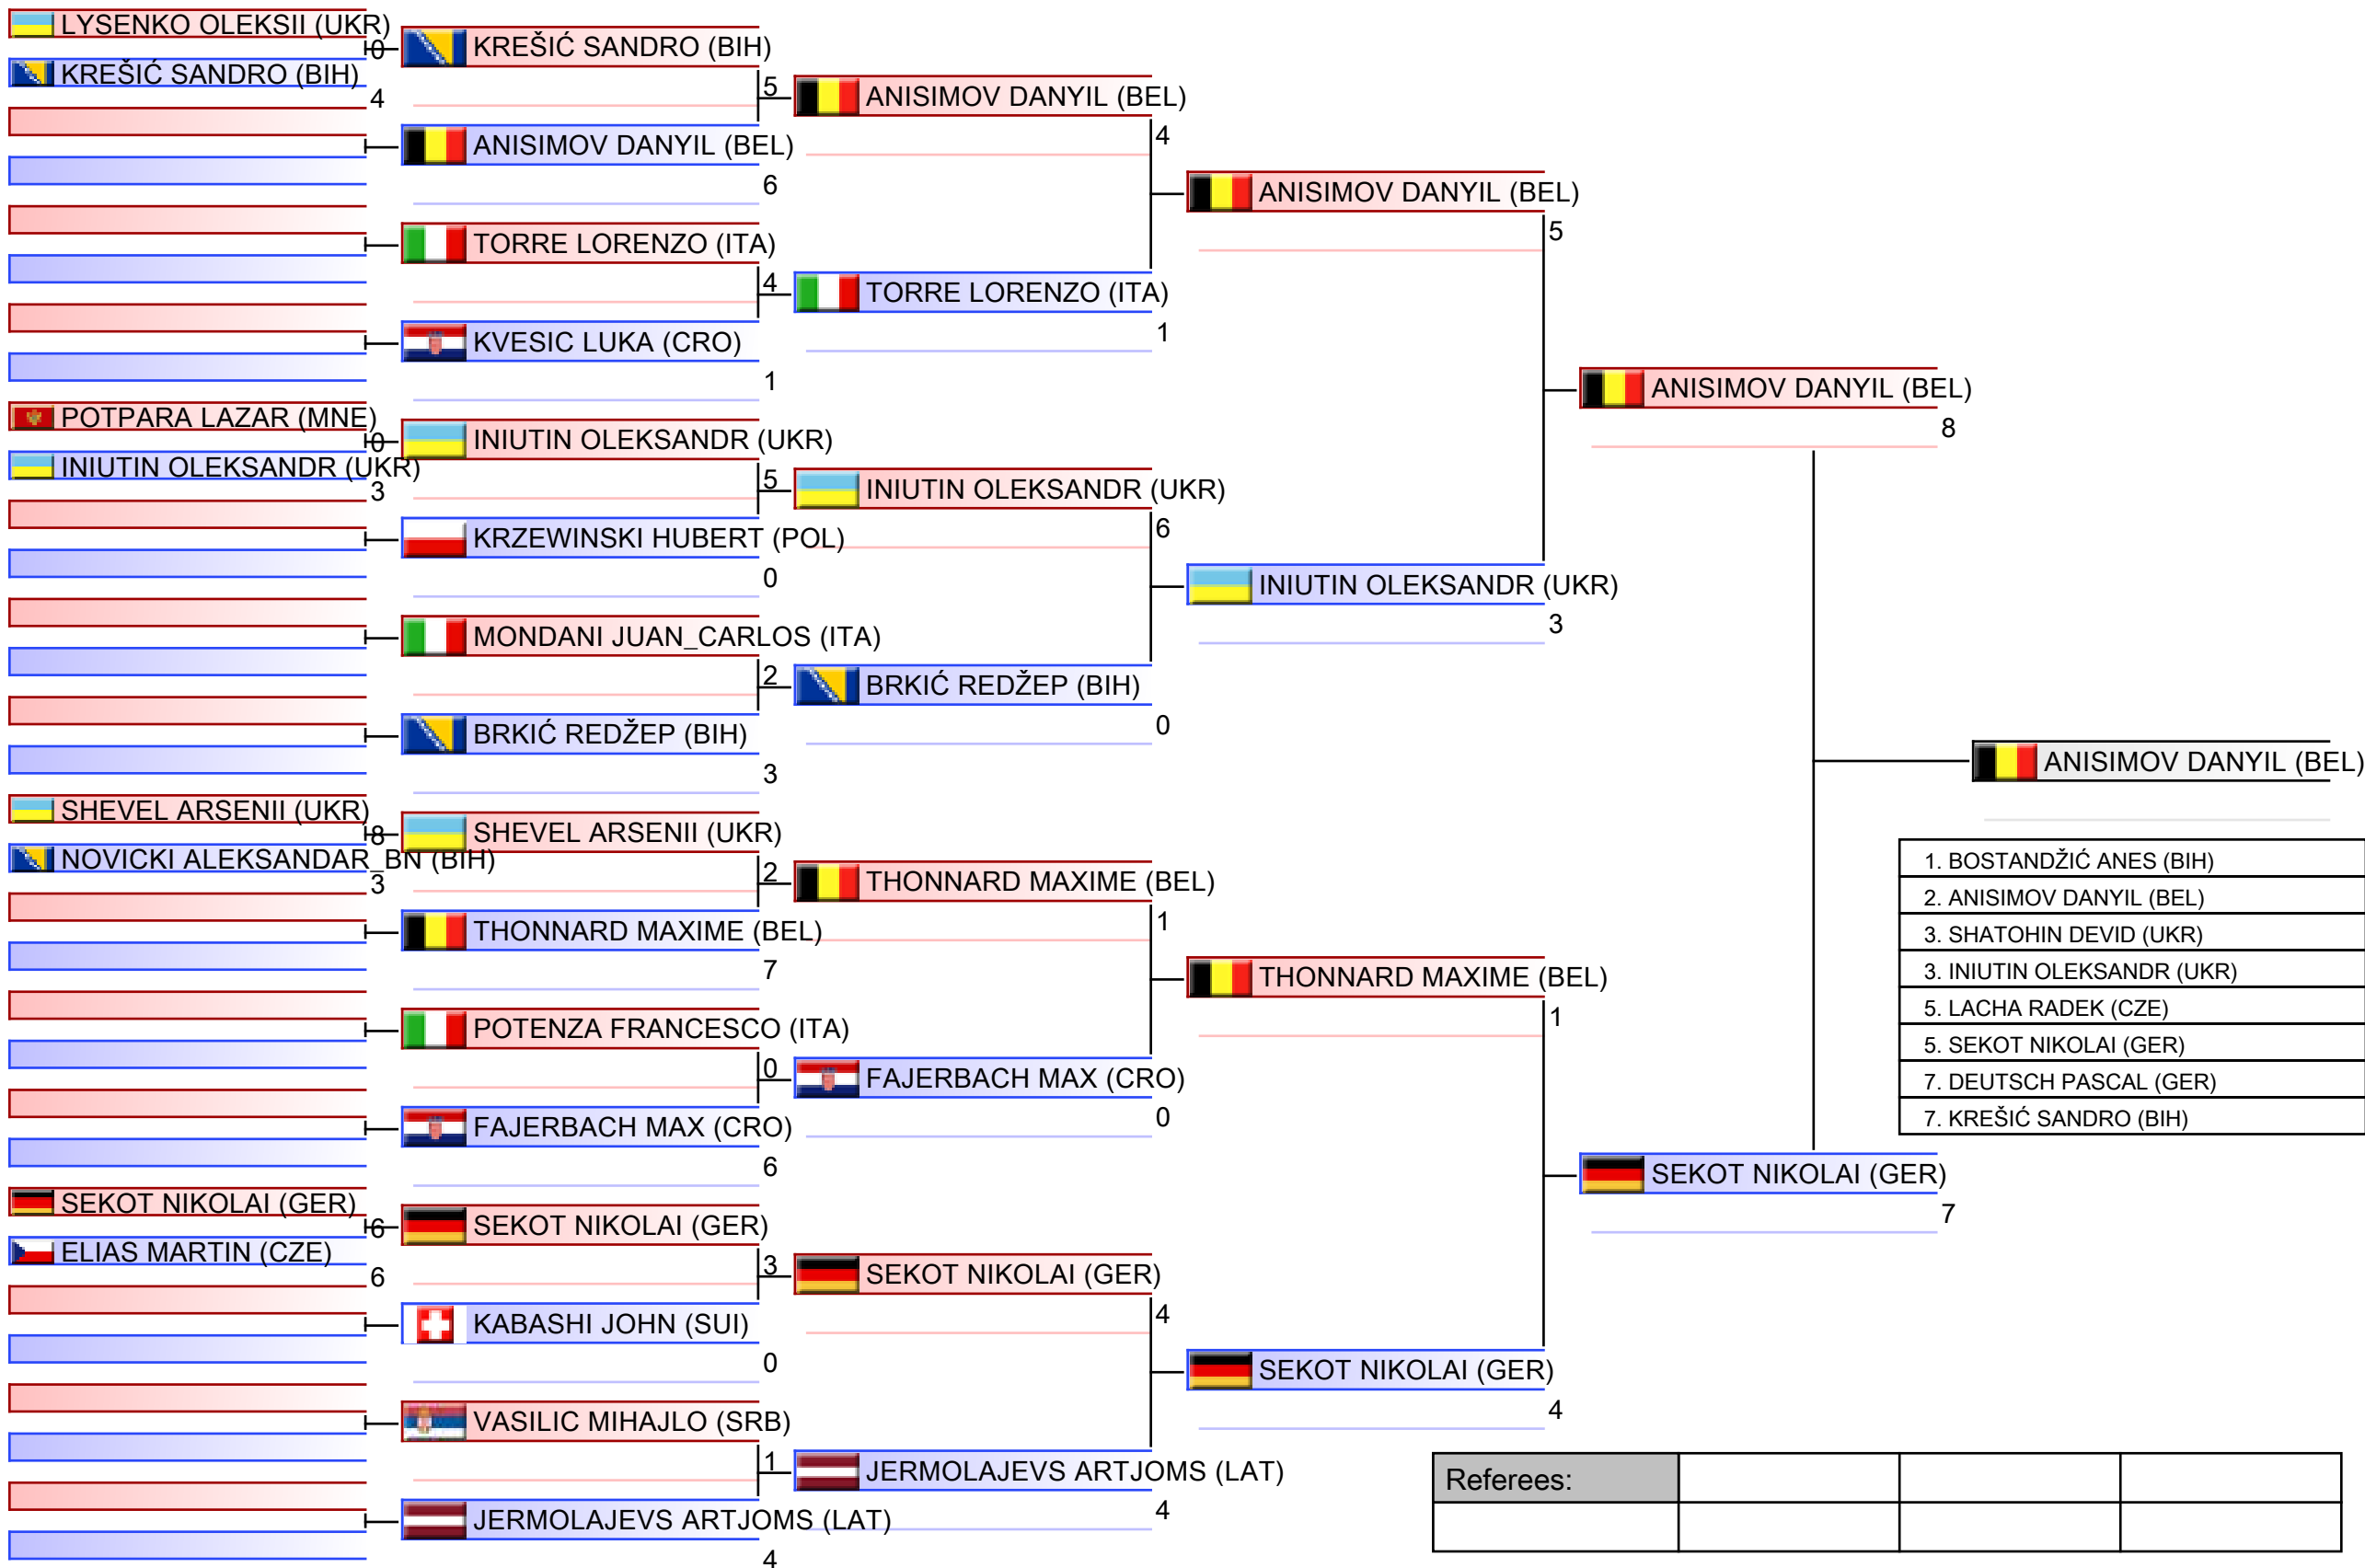 LYSENKO OLEKSII (UKR)
0
KREŠIĆ SANDRO (BIH)
4
POTPARA LAZAR (MNE)
0
INIUTIN OLEKSANDR (UKR)
3
SHEVEL ARSENII (UKR)
8
NOVICKI ALEKSANDAR_BN (BIH)
3
SEKOT NIKOLAI (GER)
6
ELIAS MARTIN (CZE)
6
KREŠIĆ SANDRO (BIH)
5
ANISIMOV DANYIL (BEL)
6
TORRE LORENZO (ITA)
4
KVESIC LUKA (CRO)
1
INIUTIN OLEKSANDR (UKR)
5
KRZEWINSKI HUBERT (POL)
0
MONDANI JUAN_CARLOS (ITA)
2
BRKIĆ REDŽEP (BIH)
3
SHEVEL ARSENII (UKR)
2
THONNARD MAXIME (BEL)
7
POTENZA FRANCESCO (ITA)
0
FAJERBACH MAX (CRO)
6
SEKOT NIKOLAI (GER)
3
KABASHI JOHN (SUI)
0
VASILIC MIHAJLO (SRB)
1
JERMOLAJEVS ARTJOMS (LAT)
4
ANISIMOV DANYIL (BEL)
4
TORRE LORENZO (ITA)
1
INIUTIN OLEKSANDR (UKR)
6
BRKIĆ REDŽEP (BIH)
0
THONNARD MAXIME (BEL)
1
FAJERBACH MAX (CRO)
0
SEKOT NIKOLAI (GER)
4
JERMOLAJEVS ARTJOMS (LAT)
4
ANISIMOV DANYIL (BEL)
5
INIUTIN OLEKSANDR (UKR)
3
THONNARD MAXIME (BEL)
1
SEKOT NIKOLAI (GER)
4
ANISIMOV DANYIL (BEL)
8
SEKOT NIKOLAI (GER)
7
ANISIMOV DANYIL (BEL)
1. BOSTANDŽIĆ ANES (BIH)
2. ANISIMOV DANYIL (BEL)
3. SHATOHIN DEVID (UKR)
3. INIUTIN OLEKSANDR (UKR)
5. LACHA RADEK (CZE)
5. SEKOT NIKOLAI (GER)
7. DEUTSCH PASCAL (GER)
7. KREŠIĆ SANDRO (BIH)
Referees: